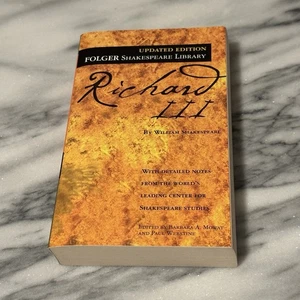 UPDATED EDITION
FOLGER SHAKESPEARE LIBRARY
Richard
III
BY WILLIAM SHAKESPEARE
WITH DETAILED NOTES
FROM THE WORLD'S
LEADING CENTER FOR
SHAKESPEARE STUDIES
EDITED BY BARBARA A. MOWAT
AND PAUL WERSTINE